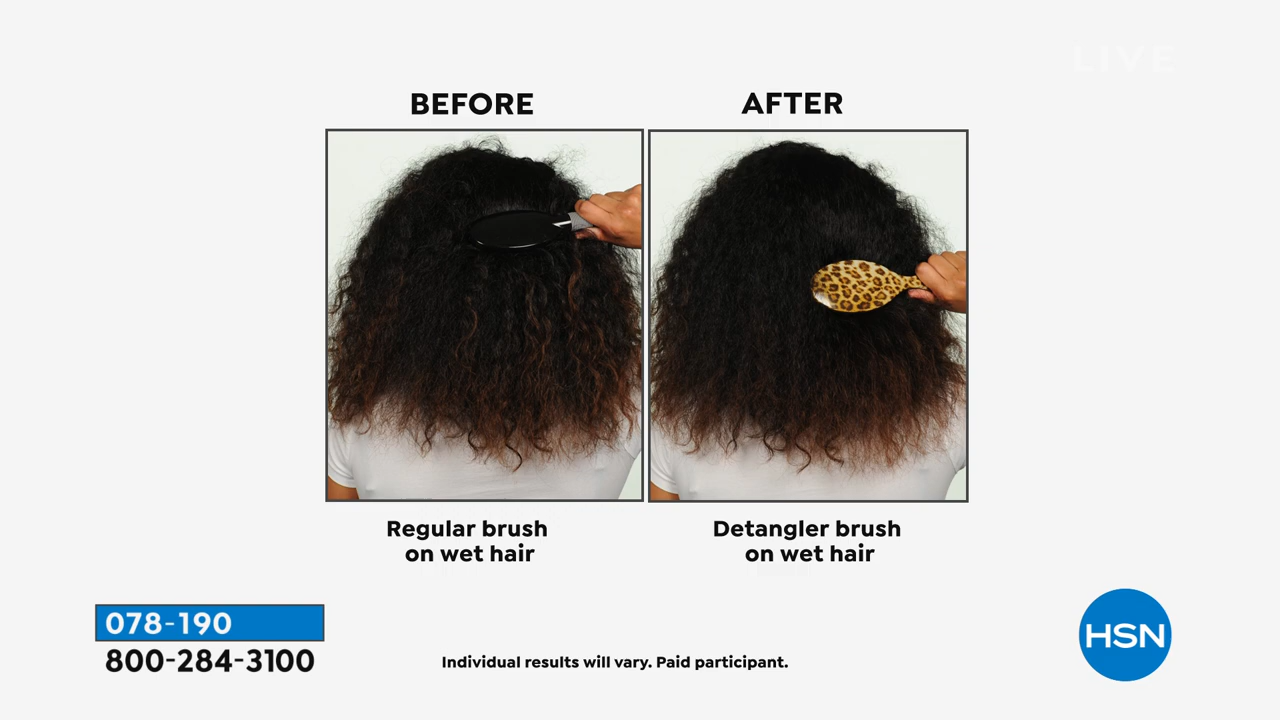 LIVE
BEFORE
AFTER
Regular brush
on wet hair
Detangler brush
on wet hair
078-190
800-284-3100
Individual results will vary. Paid participant.
HSN